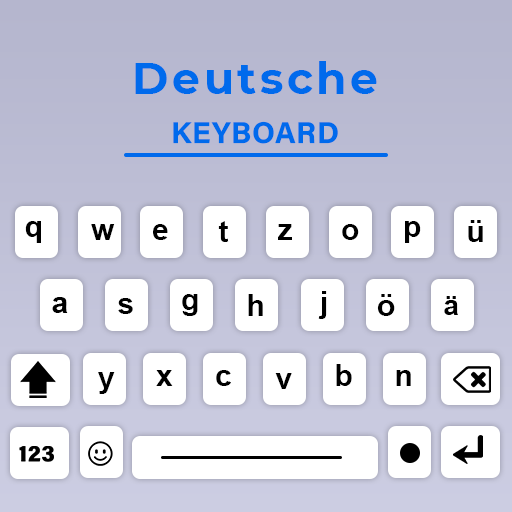 Deutsche
KEYBOARD
q w e t z o p ü
a s g h j ö ä
y x c v b n
123